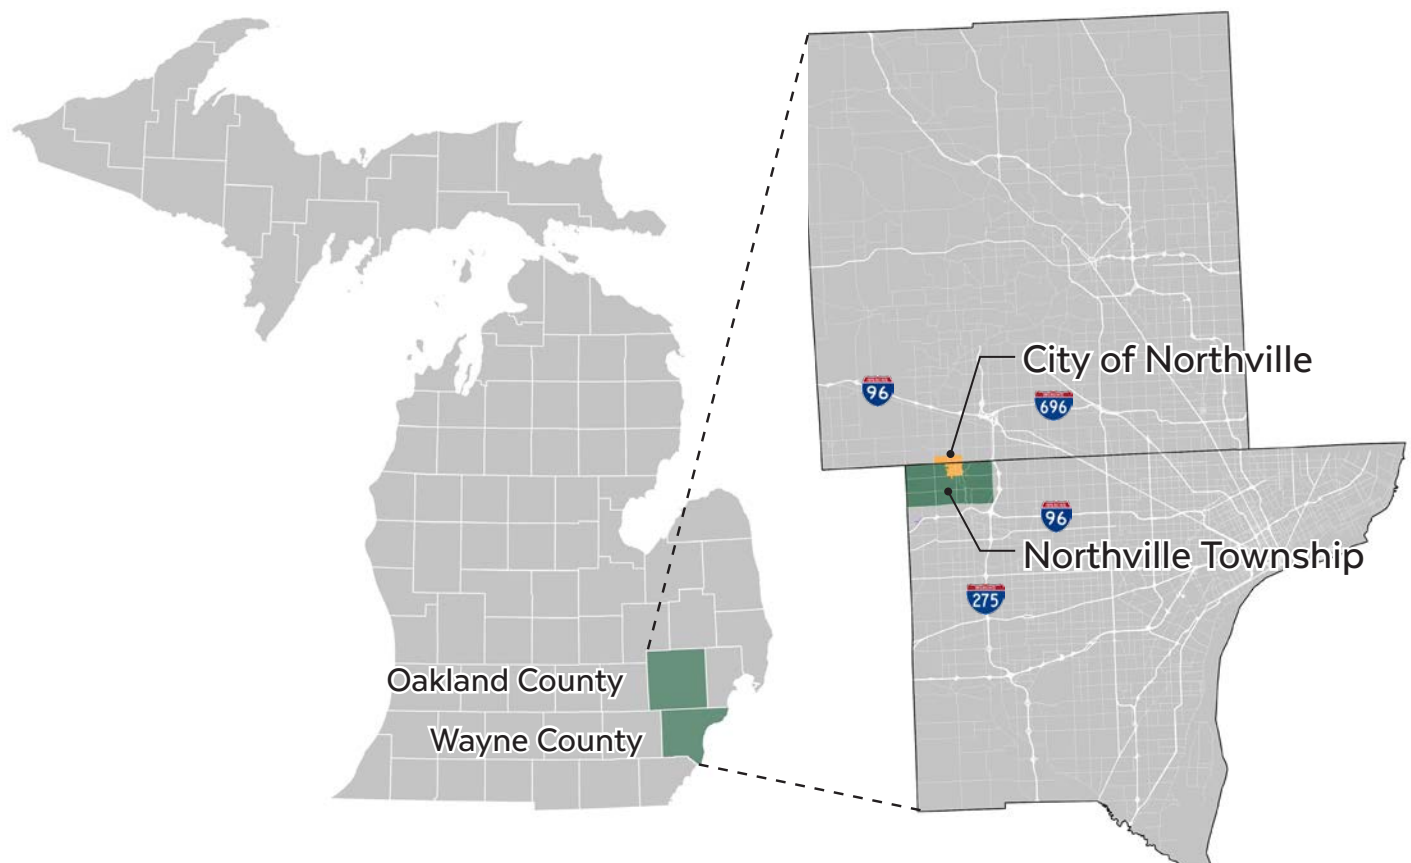 City of Northville
96
696
96
Northville Township
275
Oakland County
Wayne County